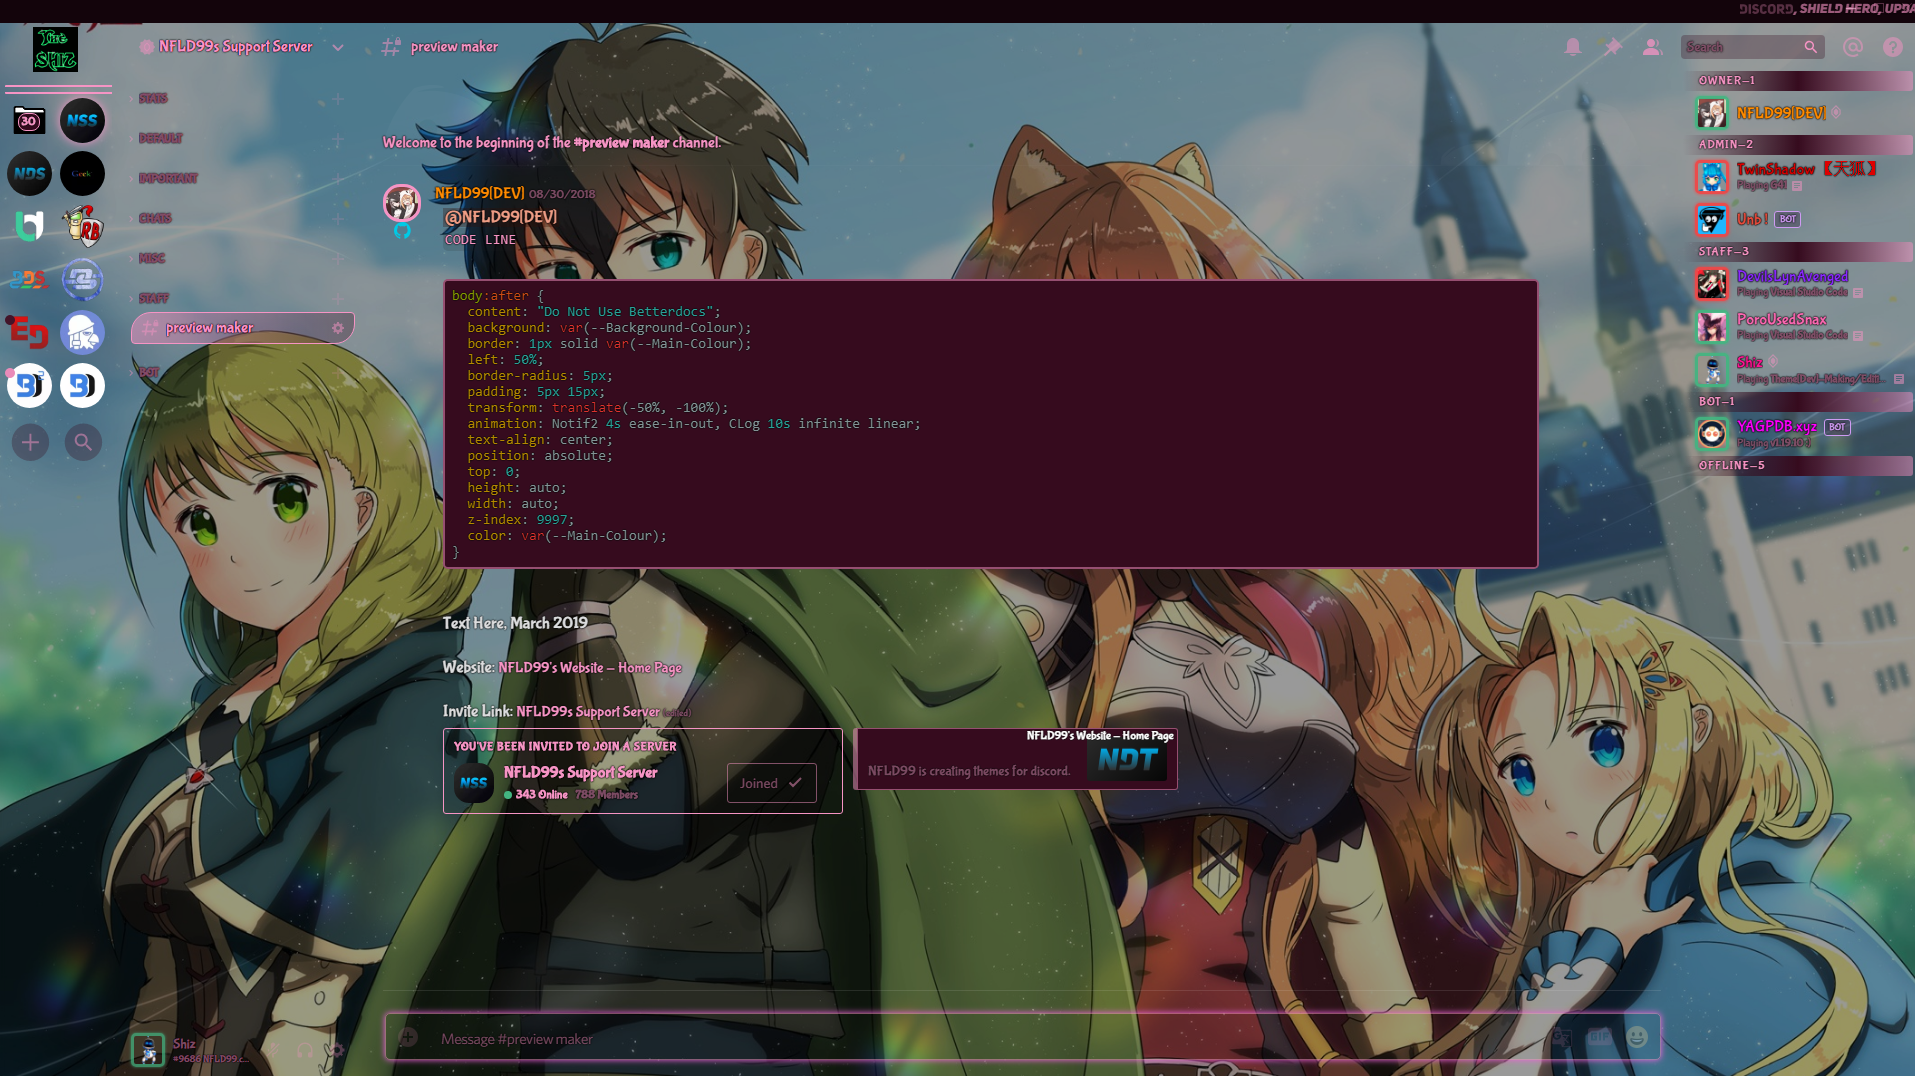 DISCORD, SHIELD HERO, UPDA
The
SHIZ
NFLD99s Support Server
preview maker
Search
30
NSS
NDS
Geek
RB
BDS
STATS
DEFAULT
IMPORTANT
CHATS
MISC
STAFF
preview maker
BOT
Welcome to the beginning of the #preview maker channel.
NFLD99[DEV] 08/30/2018
@NFLD99[DEV]
CODE LINE
body:after {
content: "Do Not Use Betterdocs";
background: var(--Background-Colour);
border: 1px solid var(--Main-Colour);
left: 50%;
border-radius: 5px;
padding: 5px 15px;
transform: translate(-50%, -100%);
animation: Notif2 4s ease-in-out, CLog 10s infinite linear;
text-align: center;
position: absolute;
top: 0;
height: auto;
width: auto;
z-index: 9997;
color: var(--Main-Colour);
}
Text Here, March 2019
Website: NFLD99's Website - Home Page
Invite Link: NFLD99s Support Server (edited)
YOU'VE BEEN INVITED TO JOIN A SERVER
NSS
NFLD99s Support Server
343 Online 788 Members
Joined
NFLD99's Website - Home Page
NFLD99 is creating themes for discord.
NDT
OWNER-1
NFLD99[DEV]
ADMIN-2
TwinShadow 【天狐】
Playing G4!
Unb ! BOT
STAFF-3
DevilsLynAvenged
Playing Visual Studio Code
PoroUsedSnax
Playing Visual Studio Code
Shiz
Playing Theme[Dev] - Making/Editi...
BOT-1
YAGPDB.xyz BOT
Playing v1.19.10 :(
OFFLINE-5
Shiz
#9686 NFLD99.c...
Message #preview maker
GIF